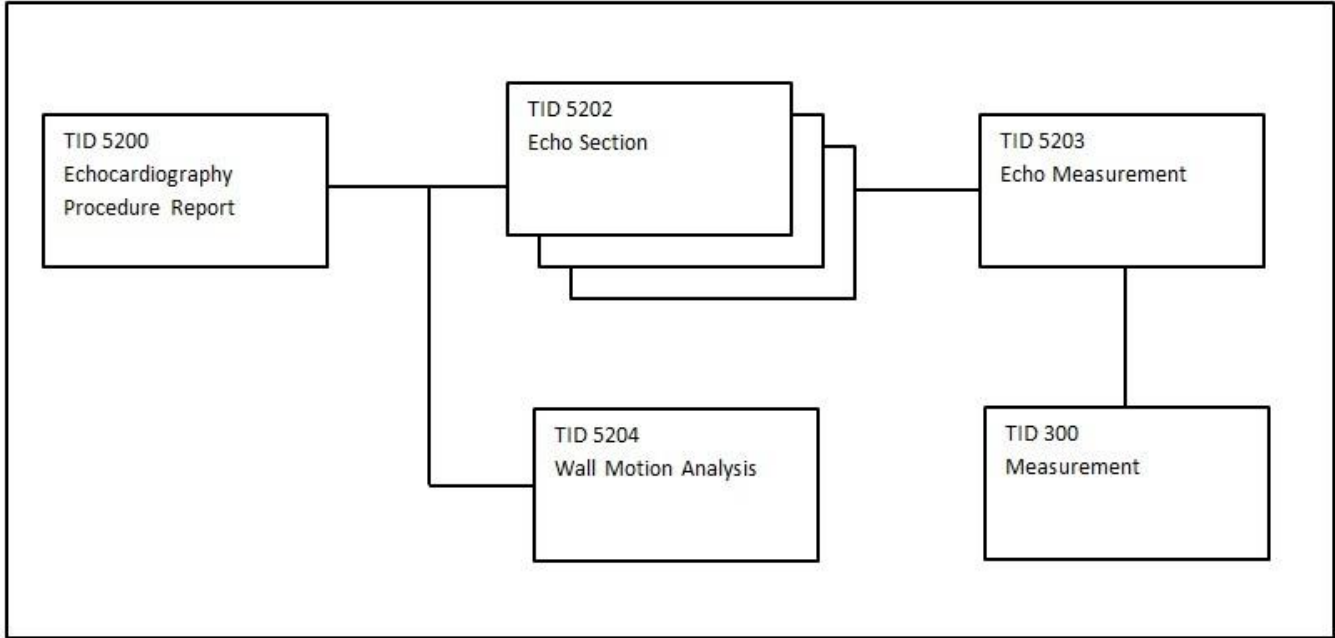 TID 5200
Echocardiography
Procedure Report
TID 5202
Echo Section
TID 5203
Echo Measurement
TID 5204
Wall Motion Analysis
TID 300
Measurement